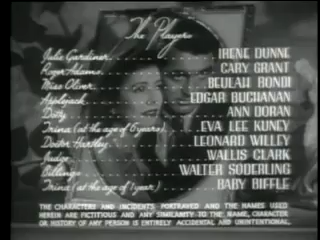 The Players
Julie Gardiner IRENE DUNNE
Roger Adams CARY GRANT
Miss Oliver BEULAH BONDI
Applejack EDGAR BUCHANAN
Dotty ANN DORAN
Trina (at the age of 6 years) EVA LEE KUNEY
Doctor Hartley LEONARD WILLEY
Judge WALLIS CLARK
Billings WALTER SODERLING
Trina (at the age of 1 year) BABY BIFFLE
THE CHARACTERS AND INCIDENTS PORTRAYED AND THE NAMES USED
HEREIN ARE FICTITIOUS AND ANY SIMILARITY TO THE NAME, CHARACTER
OR HISTORY OF ANY PERSON IS ENTIRELY ACCIDENTAL AND UNINTENTIONAL.